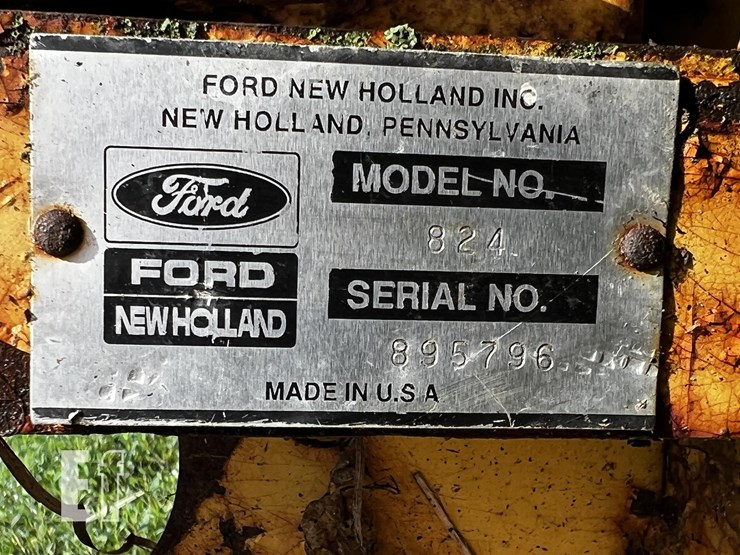 FORD NEW HOLLAND INC.
NEW HOLLAND, PENNSYLVANIA
Ford
FORD
NEW HOLLAND
MODEL NO.
824
SERIAL NO.
895796
MADE IN U.S.A